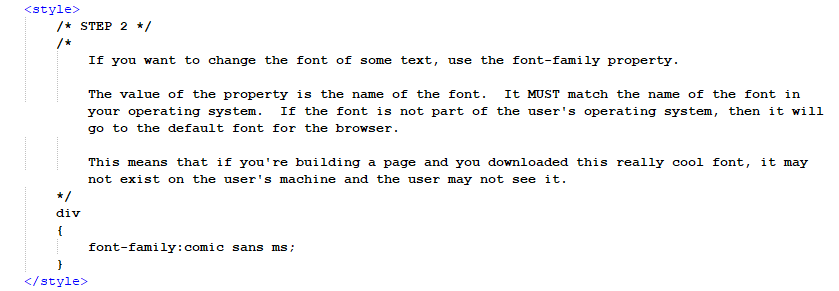 <style>
/* STEP 2 */
/*
If you want to change the font of some text, use the font-family property.
The value of the property is the name of the font.  It MUST match the name of the font in
your operating system.  If the font is not part of the user's operating system, then it will
go to the default font for the browser.
This means that if you're building a page and you downloaded this really cool font, it may
not exist on the user's machine and the user may not see it.
*/
div
{
font-family:comic sans ms;
}
</style>